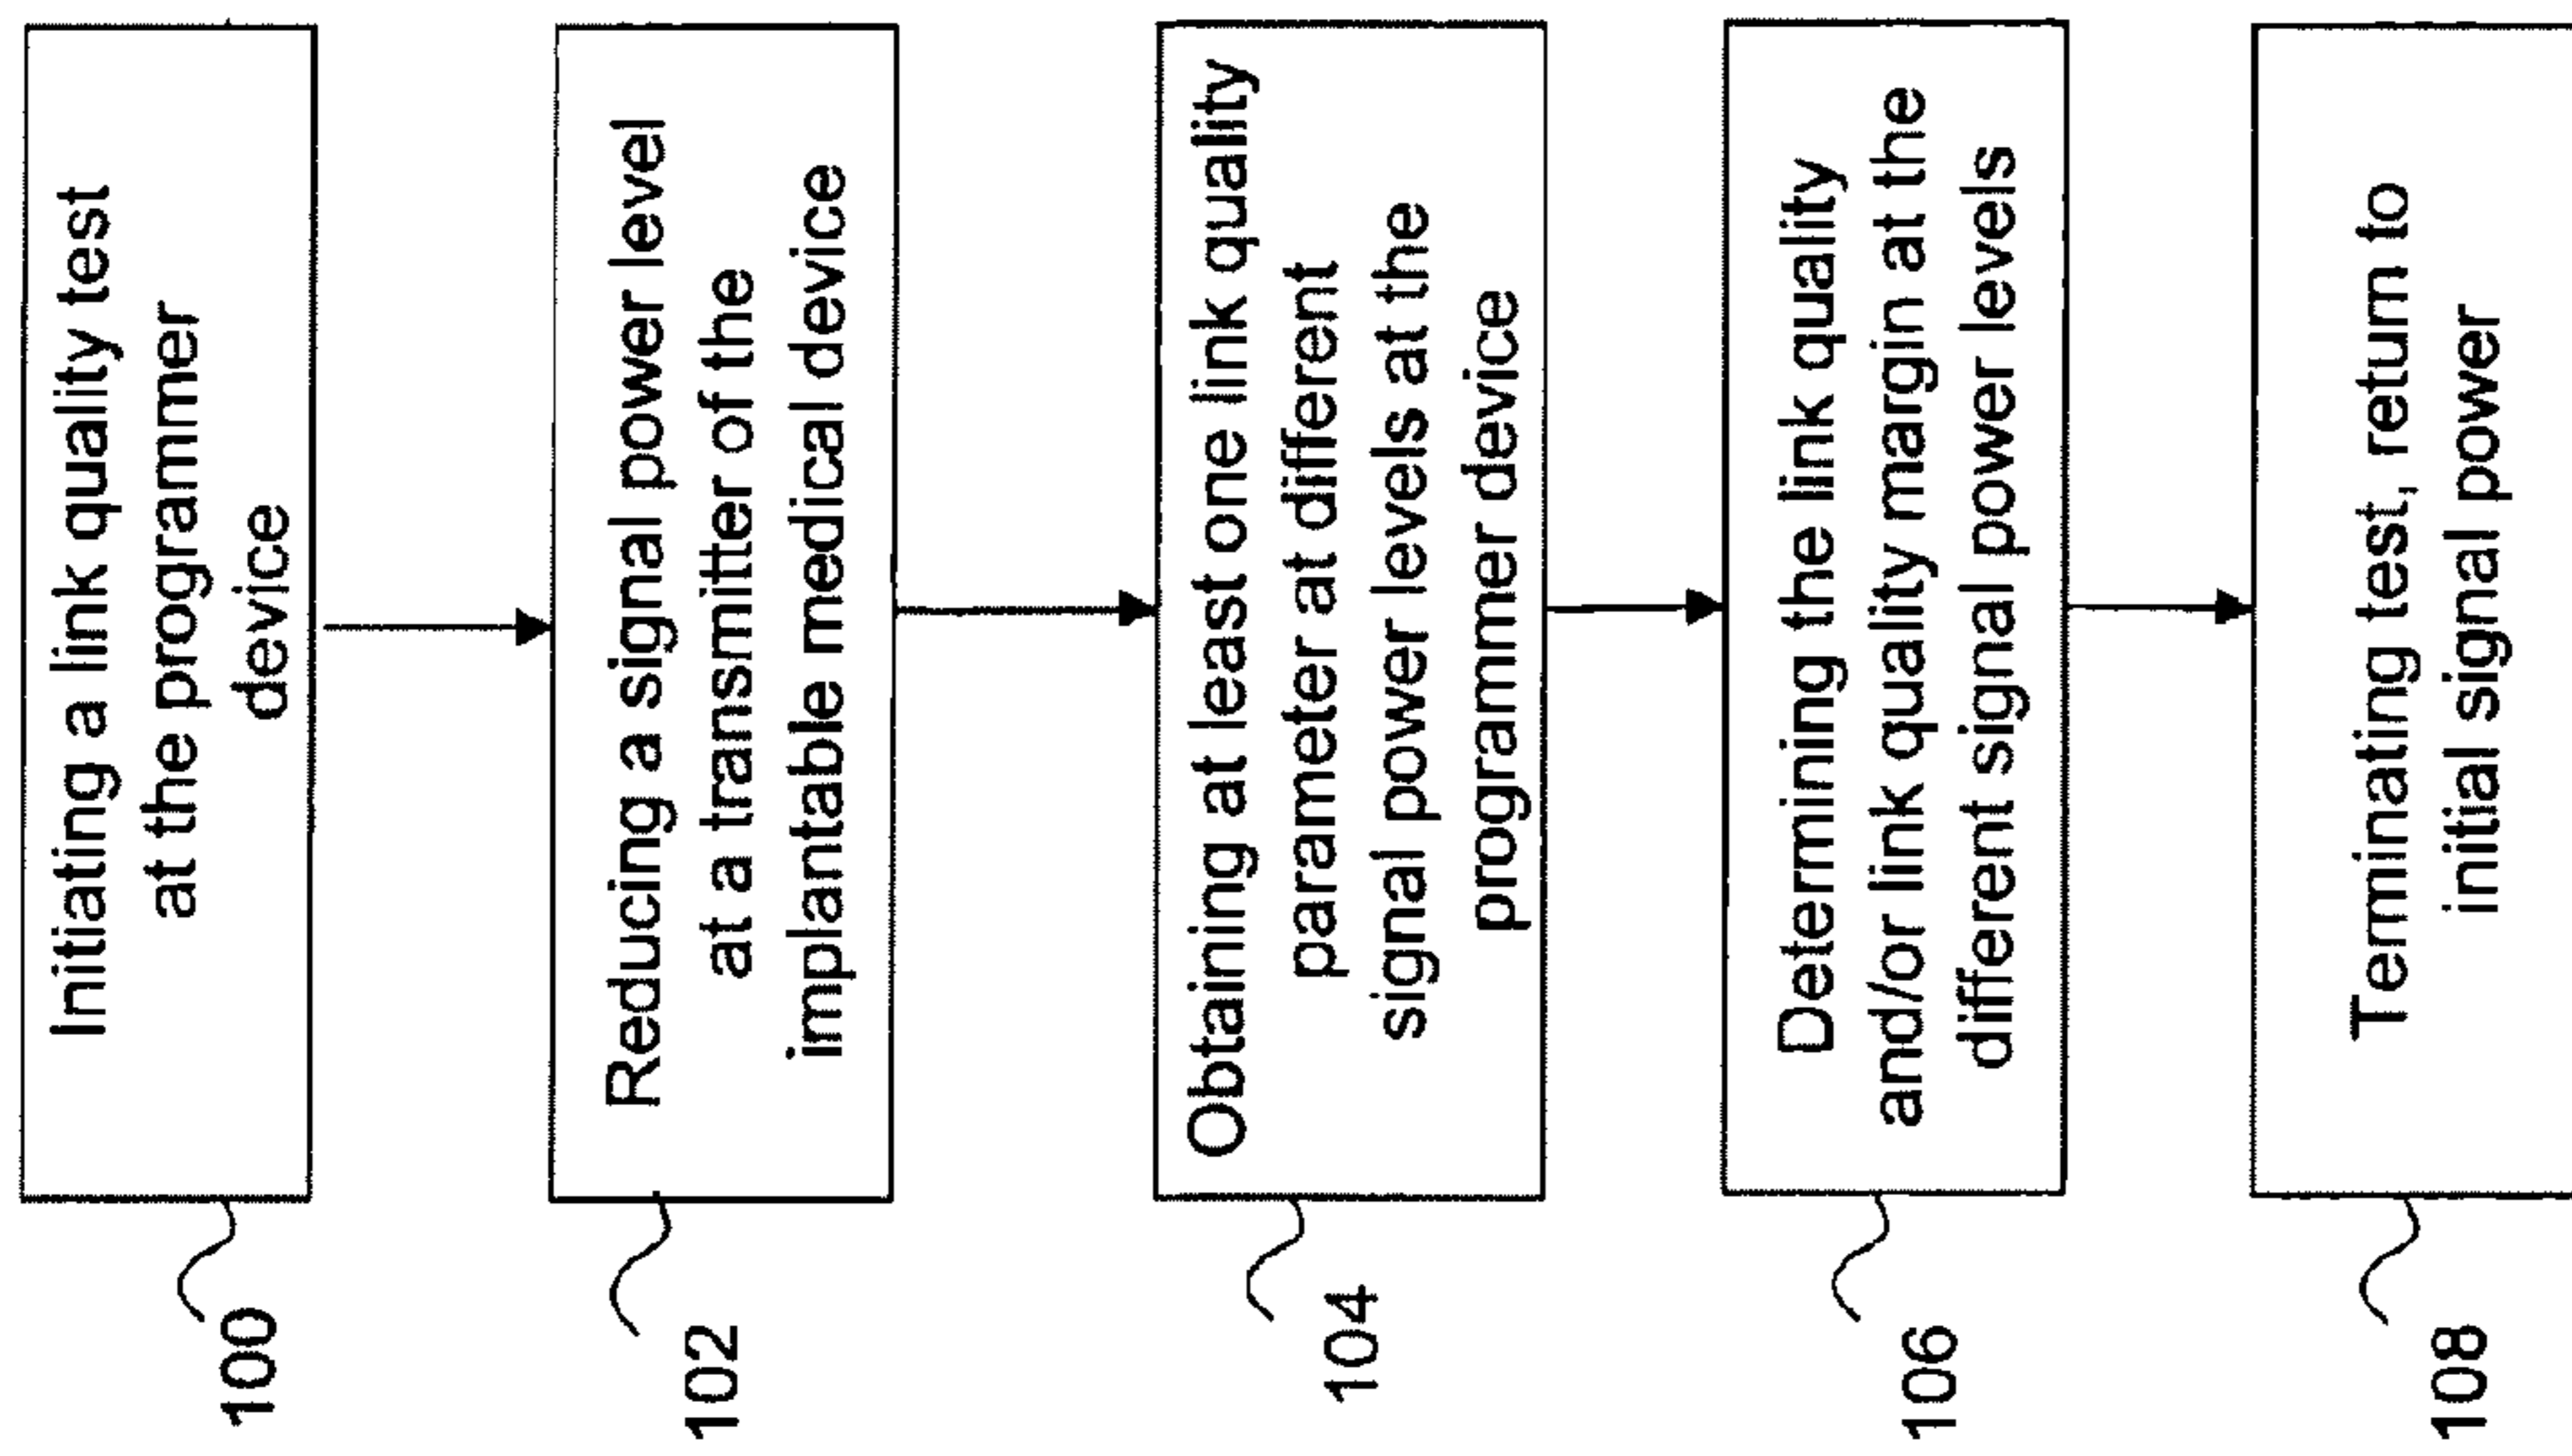 Initiating a link quality test
at the programmer
device
100
Reducing a signal power level
at a transmitter of the
implantable medical device
102
Obtaining at least one link quality
parameter at different
signal power levels at the
programmer device
104
Determining the link quality
and/or link quality margin at the
different signal power levels
106
Terminating test, return to
initial signal power
108